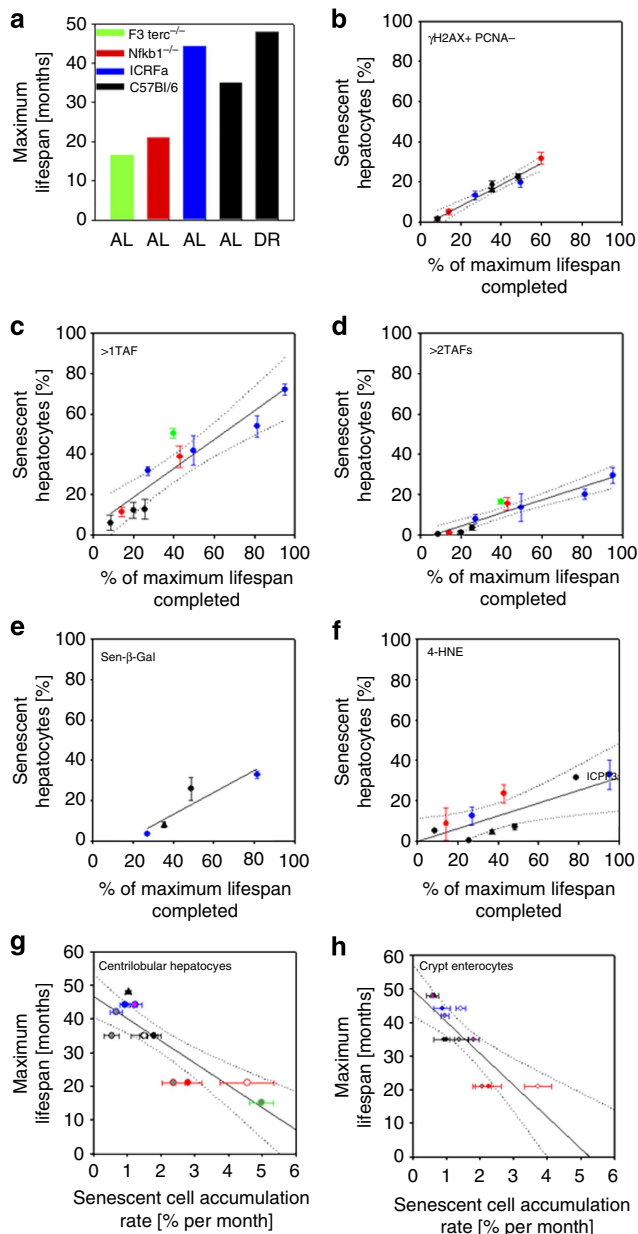 a
Maximum
lifespan [months]
50
40
30
20
10
0
F3 terc−/−
Nfkb1−/−
ICRFa
C57Bl/6
AL AL AL AL DR
b
Senescent
hepatocytes [%]
100
80
60
40
20
0
γH2AX+ PCNA–
0 20 40 60 80 100
% of maximum lifespan
completed
c
Senescent
hepatocytes [%]
100
80
60
40
20
0
>1TAF
0 20 40 60 80 100
% of maximum lifespan
completed
d
Senescent
hepatocytes [%]
100
80
60
40
20
0
>2TAFs
0 20 40 60 80 100
% of maximum lifespan
completed
e
Senescent
hepatocytes [%]
100
80
60
40
20
0
Sen-β-Gal
0 20 40 60 80 100
% of maximum lifespan
completed
f
Senescent
hepatocytes [%]
100
80
60
40
20
0
4-HNE
0 20 40 60 80 100
% of maximum lifespan
completed
g
Maximum
lifespan [months]
60
50
40
30
20
10
0
Centrilobular hepatocyes
0 1 2 3 4 5 6
Senescent cell accumulation
rate [% per month]
h
Maximum
lifespan [months]
60
50
40
30
20
10
0
Crypt enterocytes
0 1 2 3 4 5 6
Senescent cell accumulation
rate [% per month]